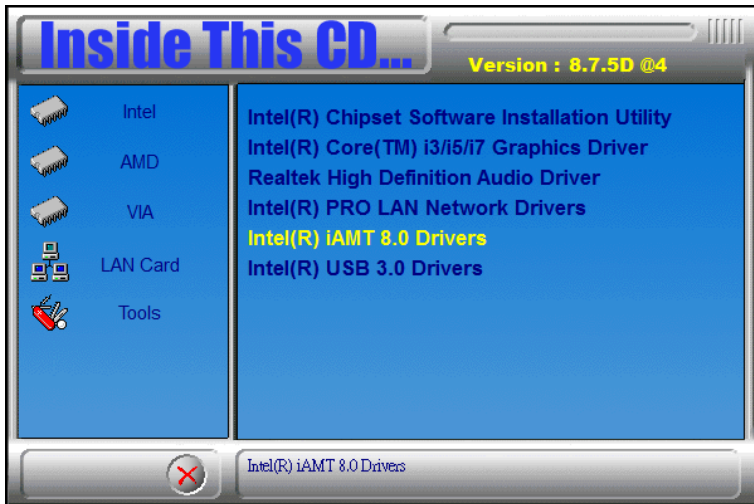 Inside This CD...
Version : 8.7.5D @4
Intel
AMD
VIA
LAN Card
Tools
Intel(R) Chipset Software Installation Utility
Intel(R) Core(TM) i3/i5/i7 Graphics Driver
Realtek High Definition Audio Driver
Intel(R) PRO LAN Network Drivers
Intel(R) iAMT 8.0 Drivers
Intel(R) USB 3.0 Drivers
Intel(R) iAMT 8.0 Drivers